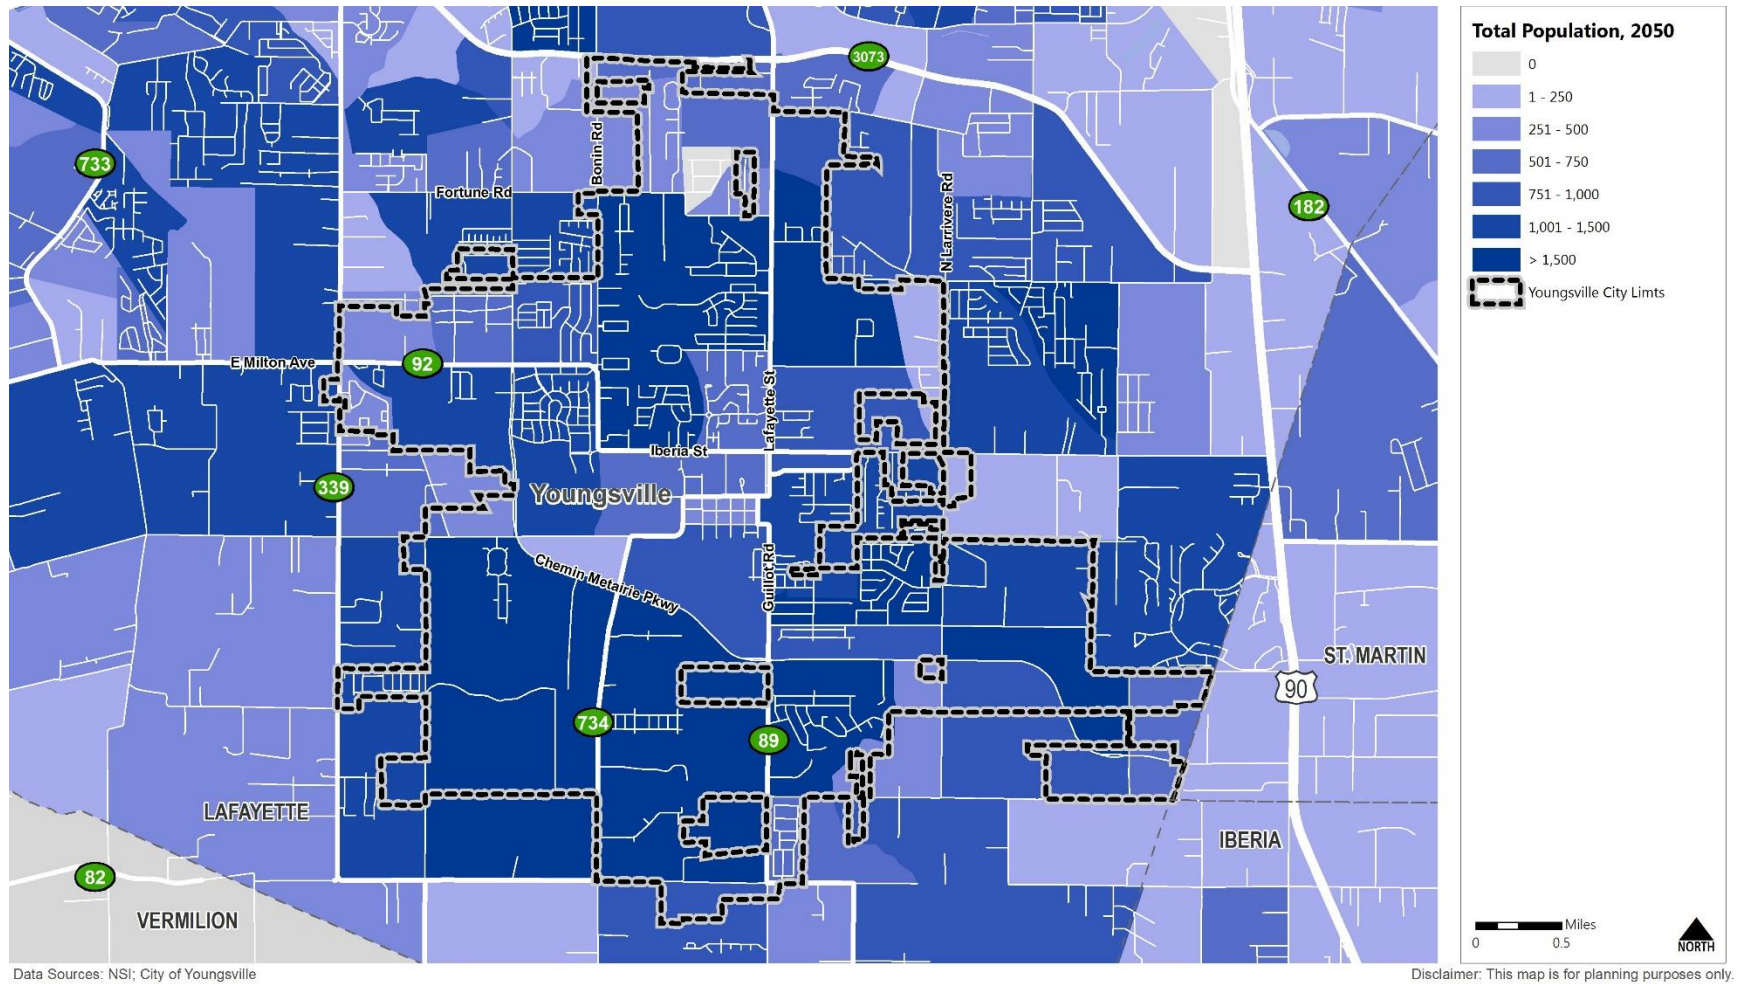 Total Population, 2050
0
1 - 250
251 - 500
501 - 750
751 - 1,000
1,001 - 1,500
> 1,500
Youngsville City Limts
3073
733
Bonin Rd
Fortune Rd
N Larrivere Rd
182
E Milton Ave
92
Lafayette St
Iberia St
339
Youngsville
Chemin Metairie Pkwy
Guillot Rd
ST. MARTIN
90
734
89
LAFAYETTE
IBERIA
82
VERMILION
Miles
0
0.5
NORTH
Data Sources: NSI; City of Youngsville
Disclaimer: This map is for planning purposes only.